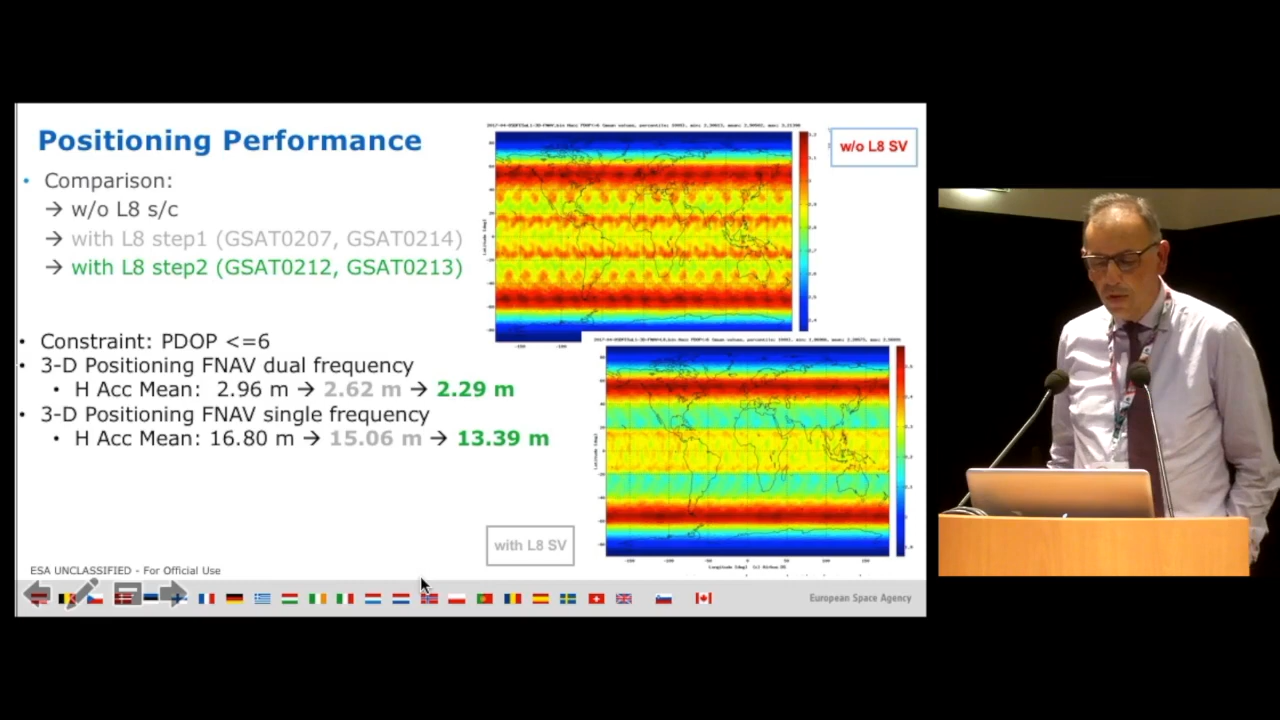 Positioning Performance
• Comparison:
→ w/o L8 s/c
→ with L8 step1 (GSAT0207, GSAT0214)
→ with L8 step2 (GSAT0212, GSAT0213)
• Constraint: PDOP <=6
• 3-D Positioning FNAV dual frequency
• H Acc Mean: 2.96 m → 2.62 m → 2.29 m
• 3-D Positioning FNAV single frequency
• H Acc Mean: 16.80 m → 15.06 m → 13.39 m
w/o L8 SV
with L8 SV
ESA UNCLASSIFIED - For Official Use
European Space Agency